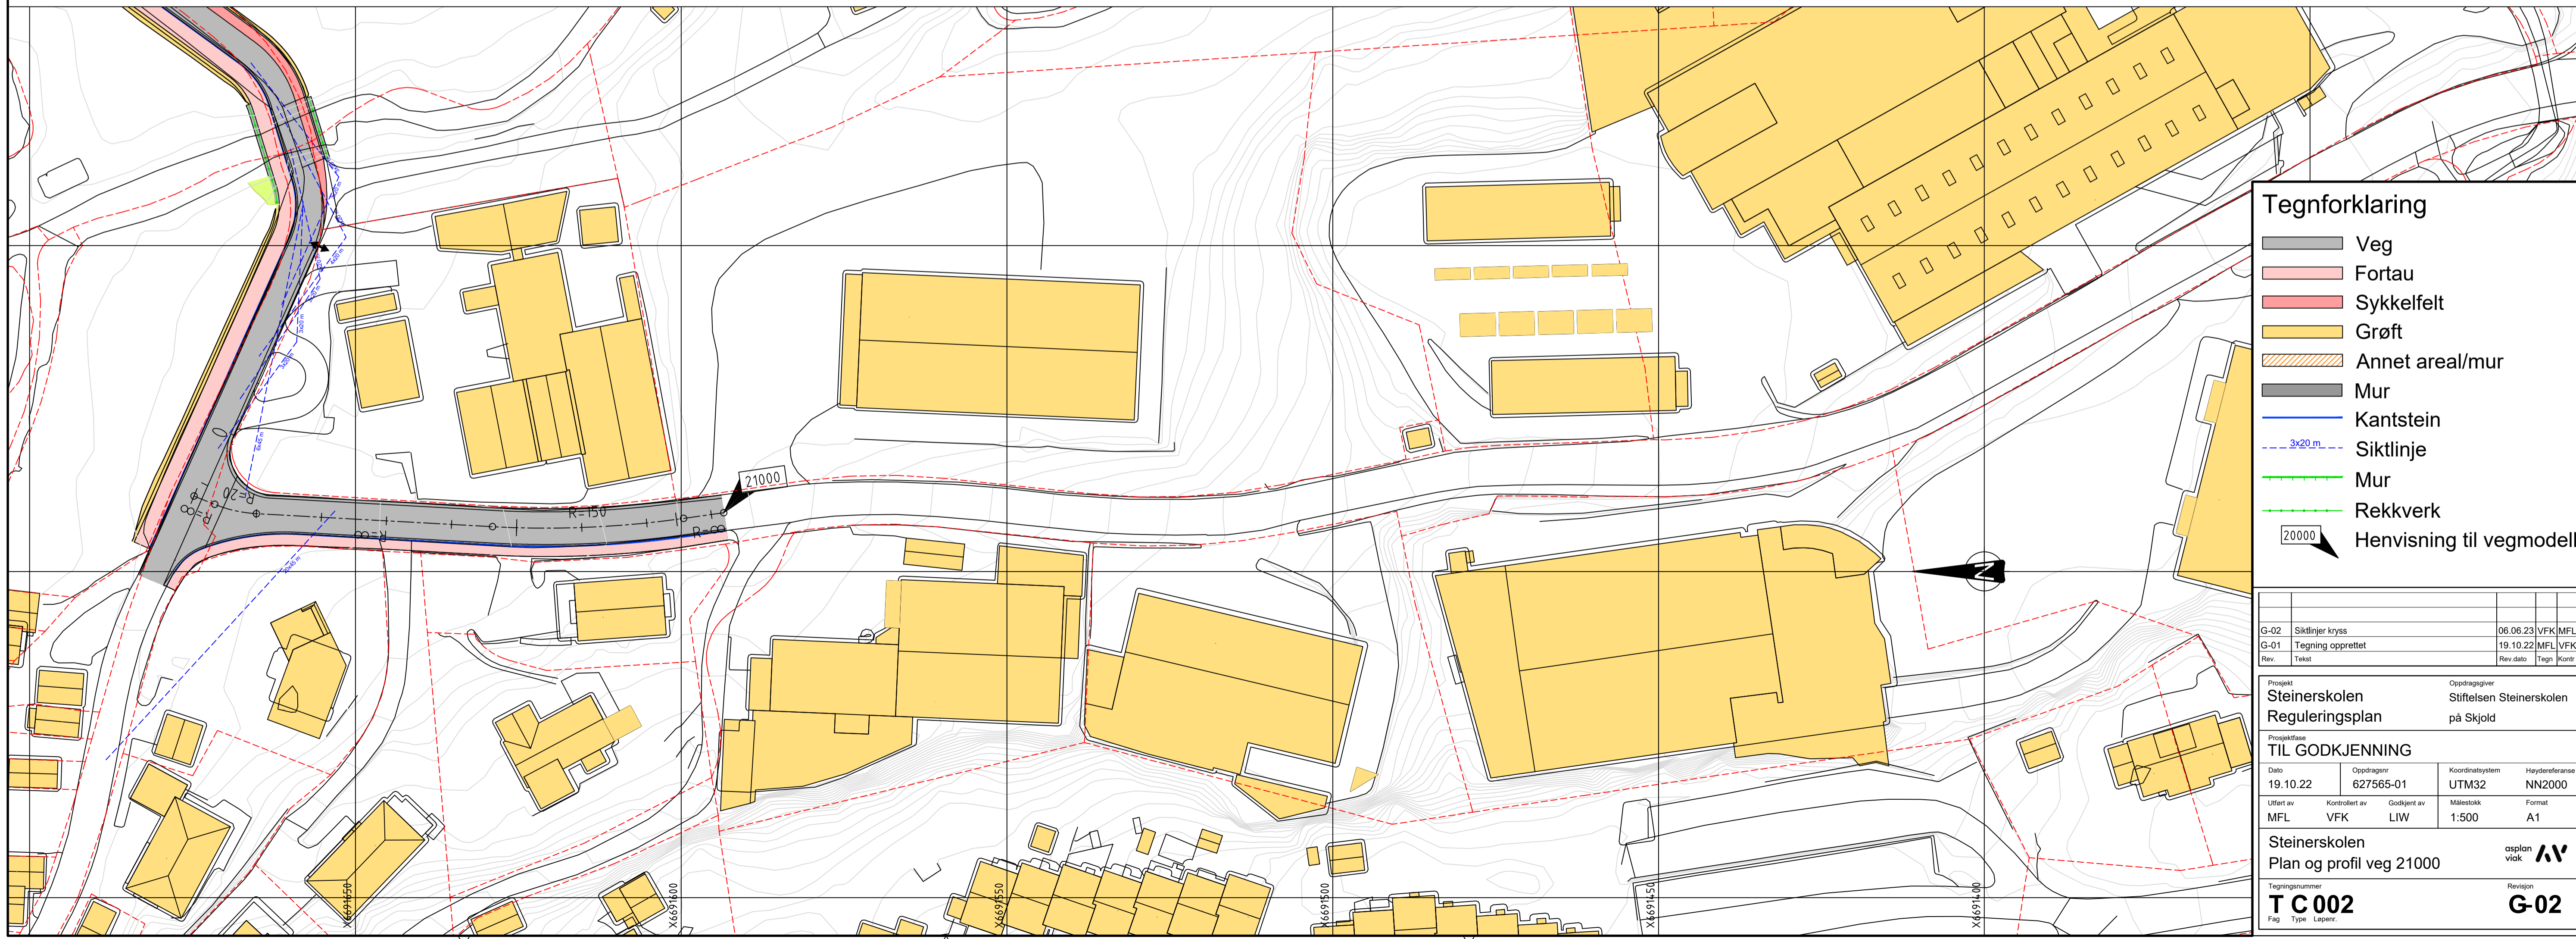 3x20 m
3x20 m
6x45 m
20x45 m
R=20
R=∞
R=∞
R=150
R=∞
21000
N
X6691650
X6691600
X6691550
X6691500
X6691450
X6691400
Tegnforklaring
Veg
Fortau
Sykkelfelt
Grøft
Annet areal/mur
Mur
Kantstein
3x20 m Siktlinje
Mur
Rekkverk
20000 Henvisning til vegmodell
G-02 Siktlinjer kryss 06.06.23 VFK MFL
G-01 Tegning opprettet 19.10.22 MFL VFK
Rev. Tekst Rev.dato Tegn Kontr
Prosjekt Oppdragsgiver
Steinerskolen Stiftelsen Steinerskolen
Reguleringsplan på Skjold
Prosjektfase
TIL GODKJENNING
Dato Oppdragsnr Koordinatsystem Høydereferanse
19.10.22 627565-01 UTM32 NN2000
Utført av Kontrollert av Godkjent av Målestokk Format
MFL VFK LIW 1:500 A1
Steinerskolen
Plan og profil veg 21000
asplan
viak
Tegningsnummer Revisjon
T C 002 G-02
Fag Type Løpenr.